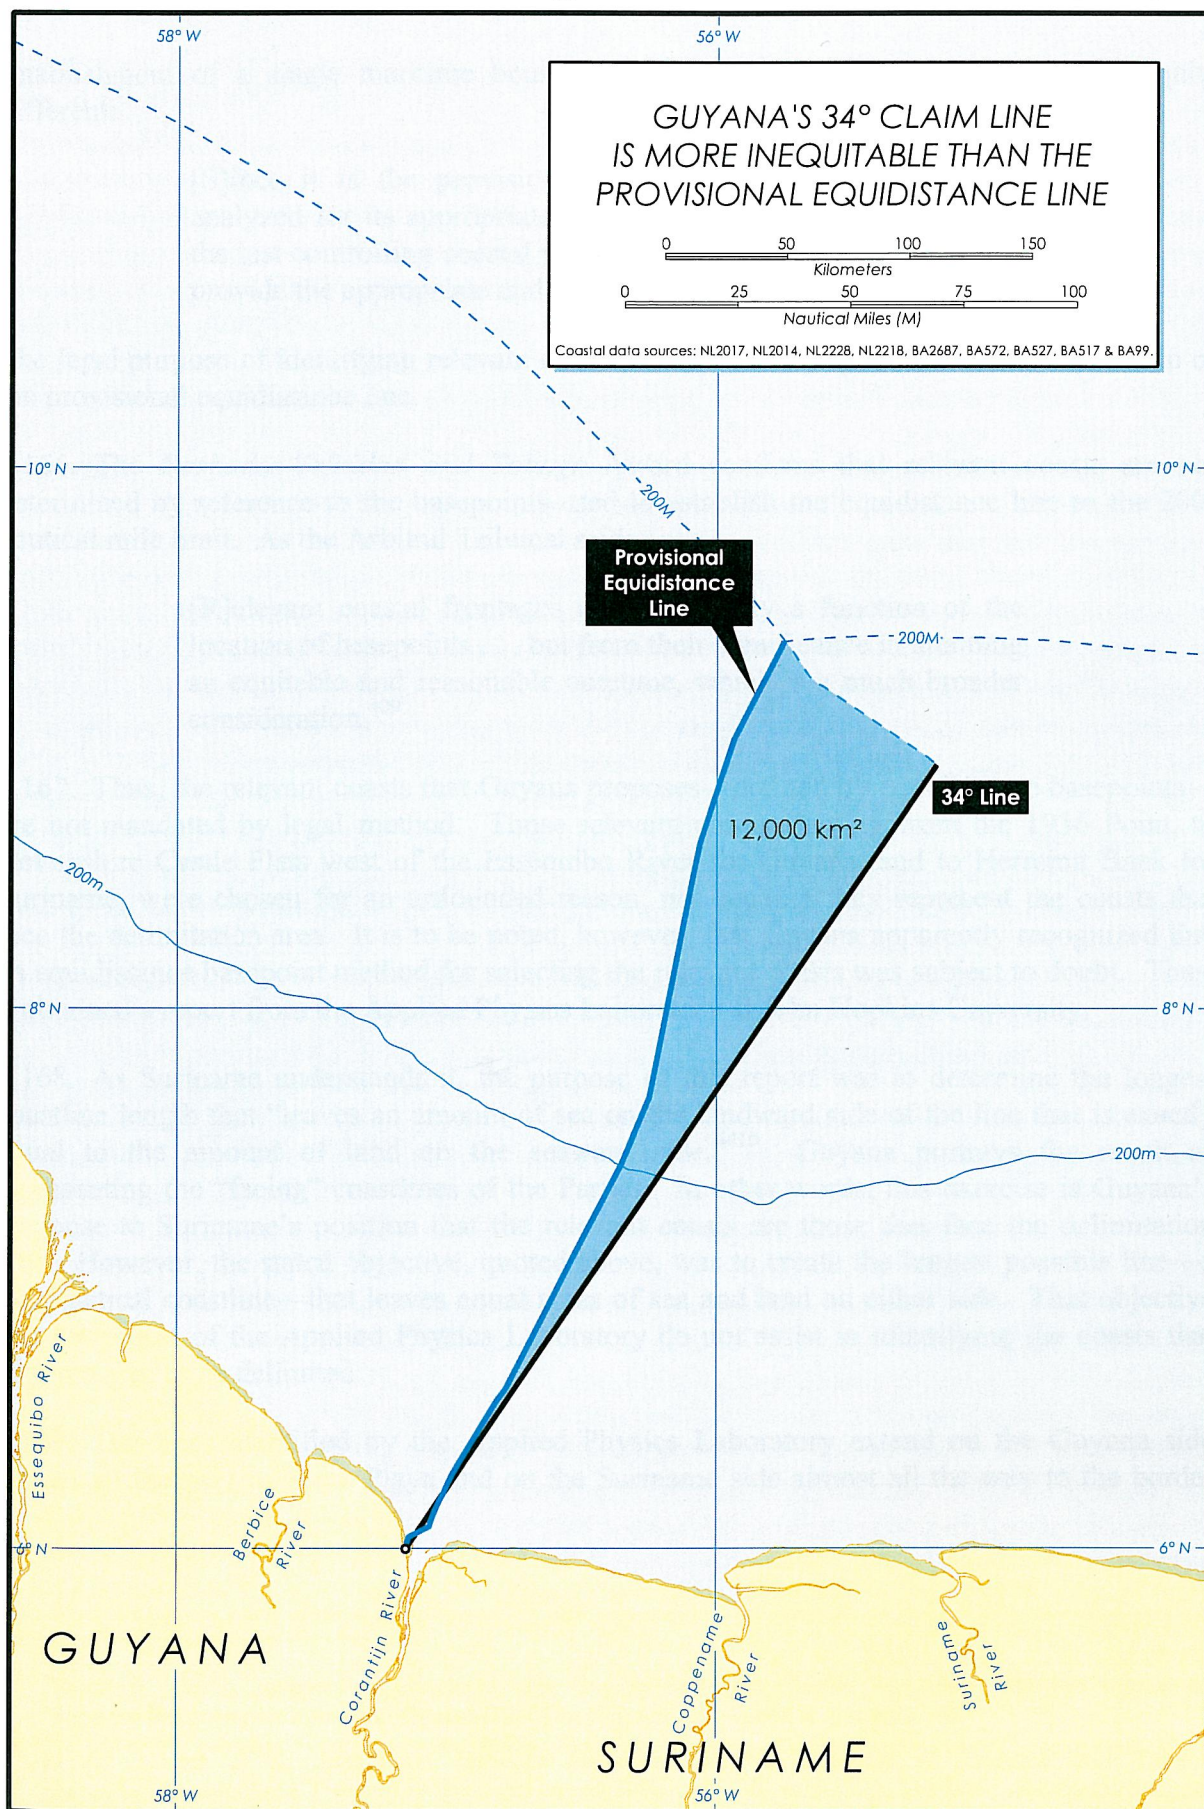 58° W
56° W
GUYANA'S 34° CLAIM LINE
IS MORE INEQUITABLE THAN THE
PROVISIONAL EQUIDISTANCE LINE
0 50 100 150
Kilometers
0 25 50 75 100
Nautical Miles (M)
Coastal data sources: NL2017, NL2014, NL2228, NL2218, BA2687, BA572, BA527, BA517 & BA99.
10° N
10° N
200M
Provisional
Equidistance
Line
200M
34° Line
12,000 km²
200m
8° N
8° N
200m
Essequibo River
Berbice
River
6° N
6° N
Corantijn River
Coppename
River
Suriname
River
GUYANA
SURINAME
58° W
56° W